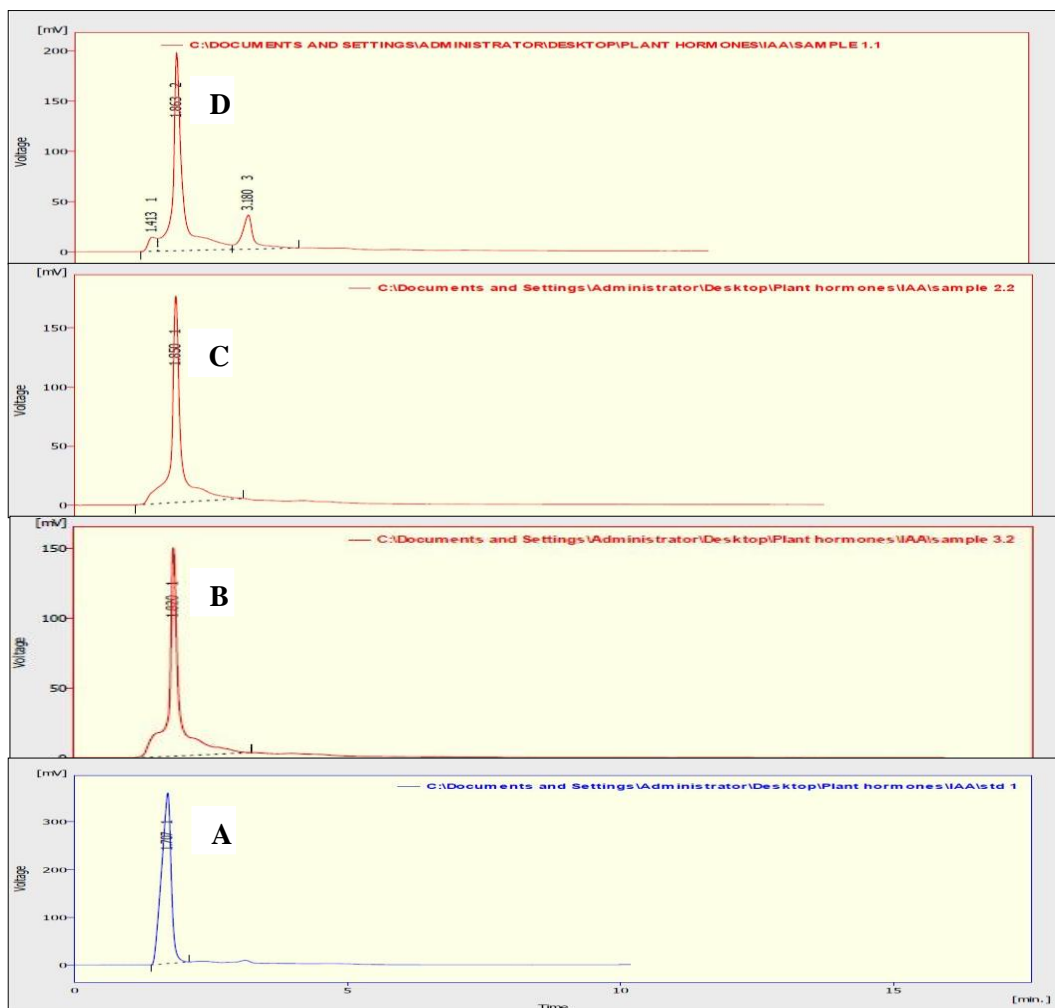 [mV]
C:\DOCUMENTS AND SETTINGS\ADMINISTRATOR\DESKTOP\PLANT HORMONES\IAA\SAMPLE 1.1
200
150
100
50
0
Voltage
1.413 1
1.863 2
3.180 3
D
[mV]
C:\Documents and Settings\Administrator\Desktop\Plant hormones\IAA\sample 2.2
150
100
50
0
Voltage
1.850 1
C
[mV]
C:\Documents and Settings\Administrator\Desktop\Plant hormones\IAA\sample 3.2
150
100
50
0
Voltage
1
B
[mV]
C:\Documents and Settings\Administrator\Desktop\Plant hormones\IAA\std 1
300
200
100
0
Voltage
1.707 1
A
0
5
10
15
Time
[min.]